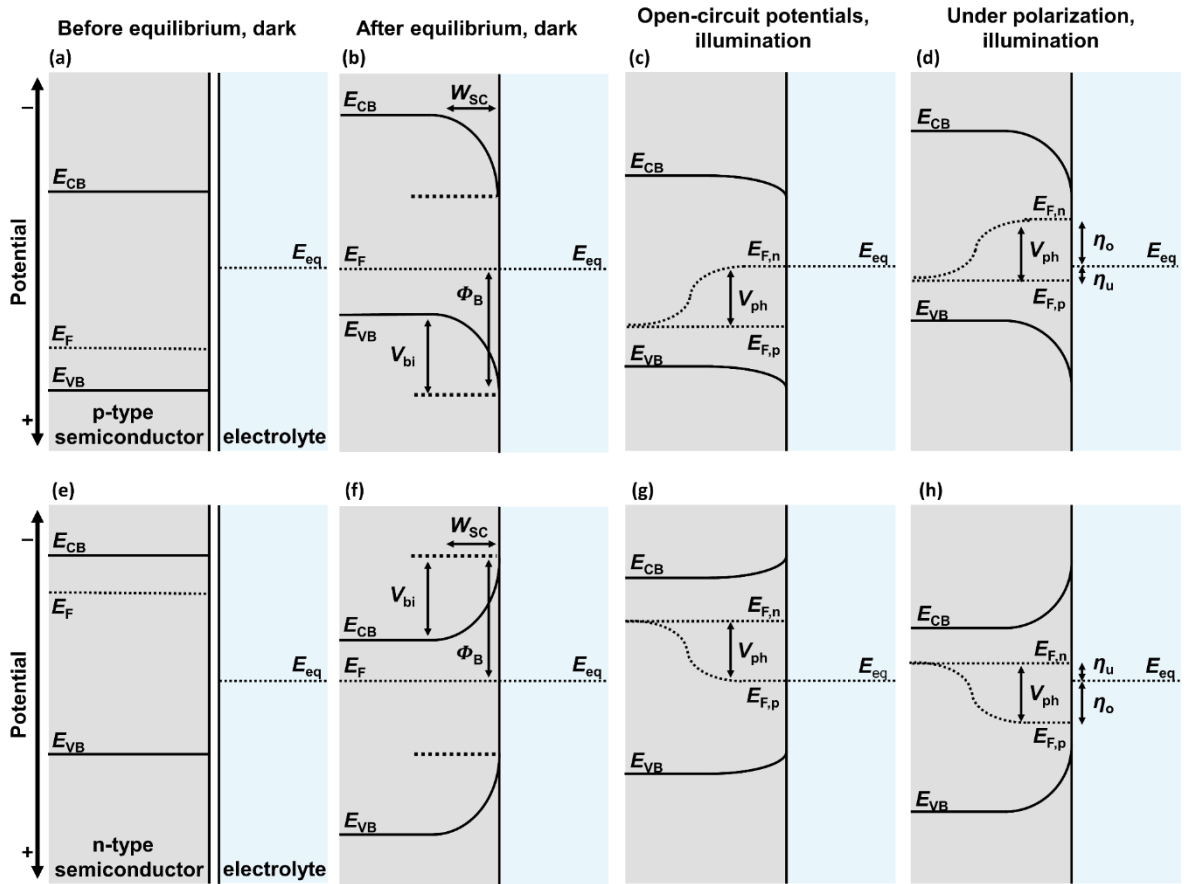 Before equilibrium, dark
After equilibrium, dark
Open-circuit potentials,
illumination
Under polarization,
illumination
(a)
(b)
(c)
(d)
−
Potential
+
E_CB
E_F
E_VB
p-type
semiconductor
electrolyte
E_eq
W_SC
E_CB
E_F
E_eq
Φ_B
E_VB
V_bi
E_CB
E_F,n
E_eq
V_ph
E_F,p
E_VB
E_CB
E_F,n
η_o
V_ph
E_eq
η_u
E_F,p
E_VB
(e)
(f)
(g)
(h)
−
Potential
+
E_CB
E_F
E_eq
E_VB
n-type
semiconductor
electrolyte
W_SC
V_bi
E_CB
Φ_B
E_F
E_eq
E_VB
E_CB
E_F,n
V_ph
E_eq
E_F,p
E_VB
E_CB
E_F,n
η_u
E_eq
V_ph
η_o
E_F,p
E_VB